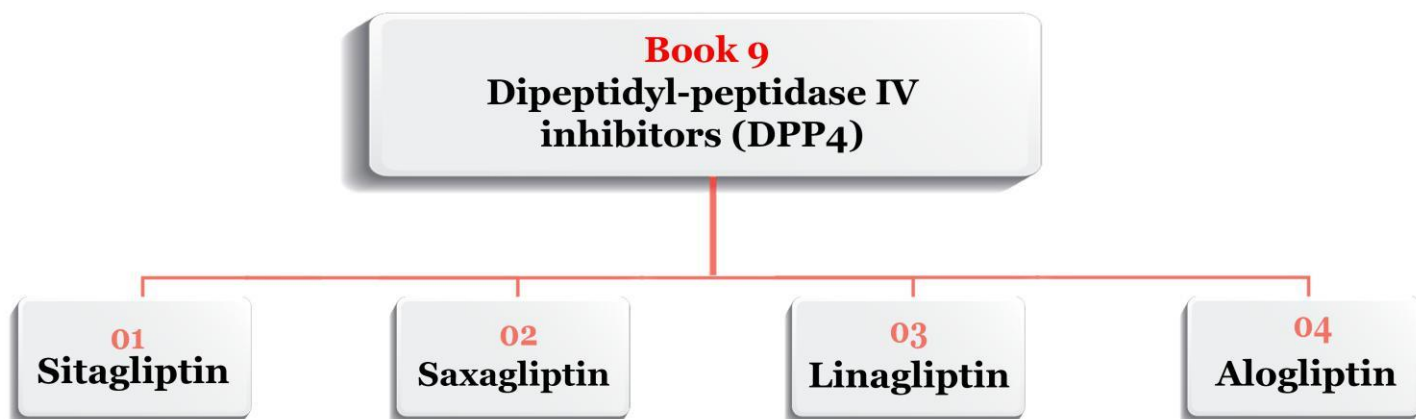 Book 9
Dipeptidyl-peptidase IV
inhibitors (DPP4)
01
Sitagliptin
02
Saxagliptin
03
Linagliptin
04
Alogliptin